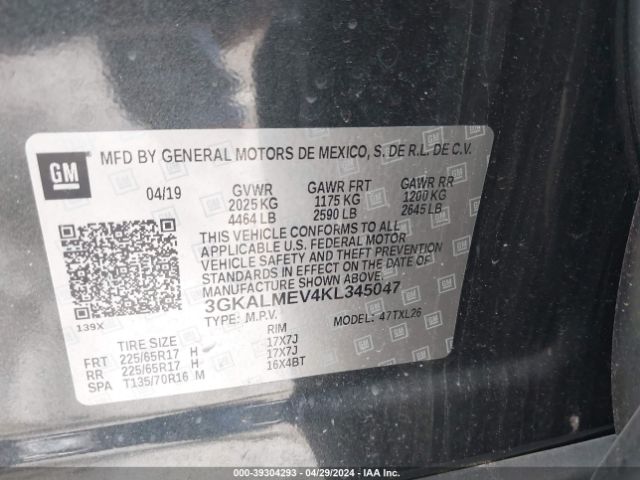 GM MFD BY GENERAL MOTORS DE MEXICO, S. DE R.L. DE C.V.
04/19 GVWR GAWR FRT GAWR RR
2025 KG 1175 KG 1200 KG
4464 LB 2590 LB 2645 LB
THIS VEHICLE CONFORMS TO ALL
APPLICABLE U.S. FEDERAL MOTOR
VEHICLE SAFETY AND THEFT PREVENTION
STANDARDS IN EFFECT ON THE DATE OF
MANUFACTURE SHOWN ABOVE.
3GKALMEV4KL345047
139X TYPE: .M.P.V. MODEL: 47TXL26
TIRE SIZE RIM
FRT 225/65R17 H 17X7J
RR 225/65R17 H 17X7J
SPA T135/70R16 M 16X4BT
000-39304293 - 04/29/2024 - IAA Inc.